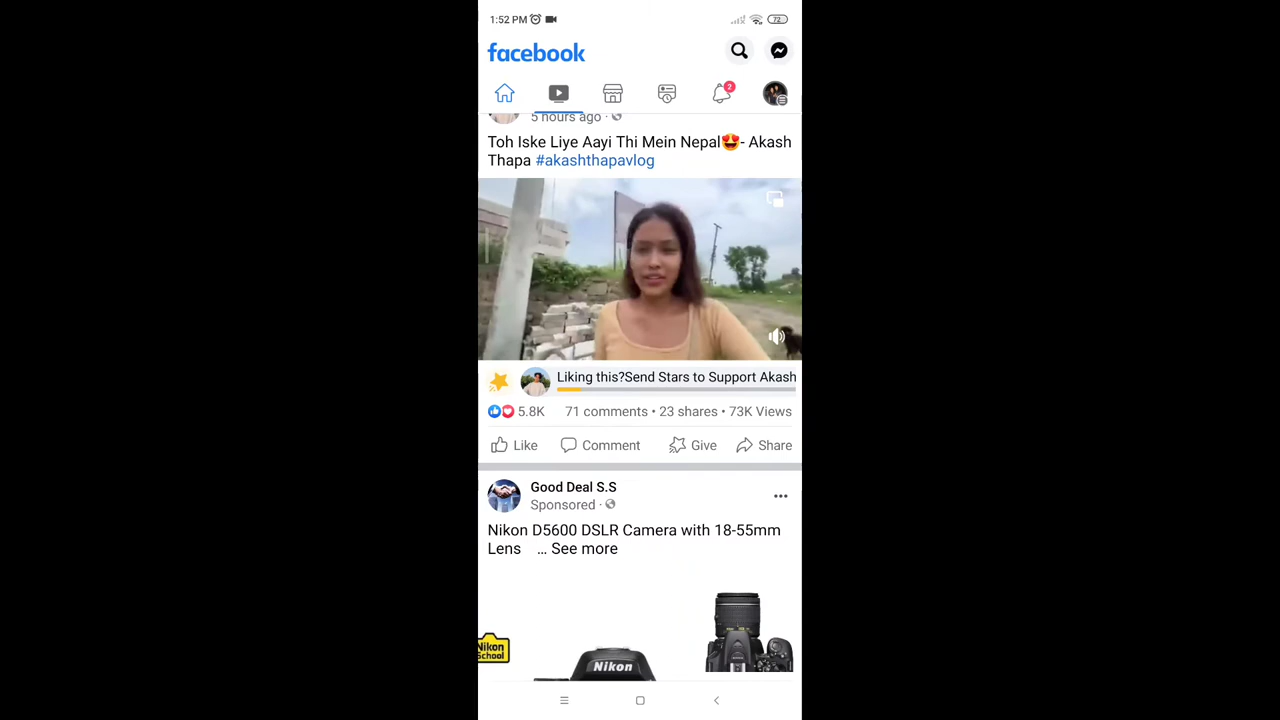 1:52 PM
72
facebook
2
5 hours ago ·
Toh Iske Liye Aayi Thi Mein Nepal😍- Akash
Thapa #akashthapavlog
Liking this?Send Stars to Support Akash
5.8K 71 comments • 23 shares • 73K Views
Like Comment Give Share
Good Deal S.S
Sponsored ·
Nikon D5600 DSLR Camera with 18-55mm
Lens ... See more
Nikon
School
Nikon